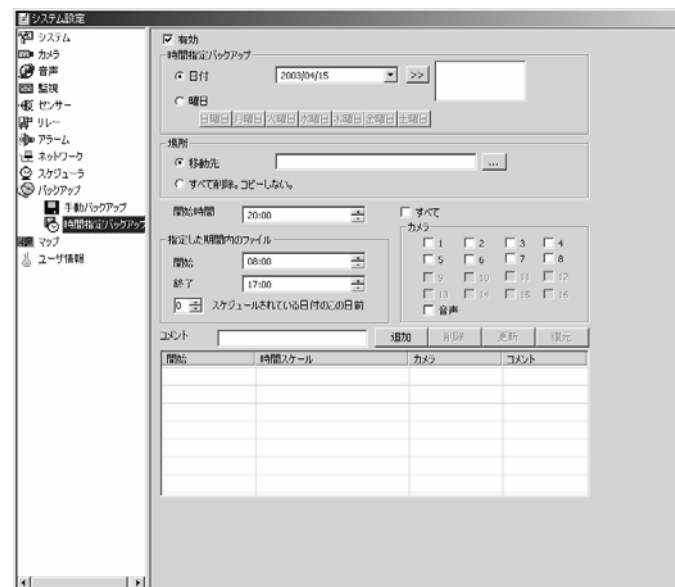 システム設定
システム
カメラ
音声
監視
センサー
リレー
アラーム
ネットワーク
スケジューラ
バックアップ
手動バックアップ
時間指定バックアップ
マップ
ユーザ情報
有効
時間指定バックアップ
日付 2003/04/15 >>
曜日
日曜日 月曜日 火曜日 水曜日 木曜日 金曜日 土曜日
場所
移動先 ...
すべて削除。コピーしない。
開始時間 20:00
すべて
指定した期間内のファイル
開始 08:00
終了 17:00
0 スケジュールされている日付のこの日前
カメラ
1 2 3 4
5 6 7 8
9 10 11 12
13 14 15 16
音声
コメント 追加 削除 更新 復元
開始 時間スケール カメラ コメント